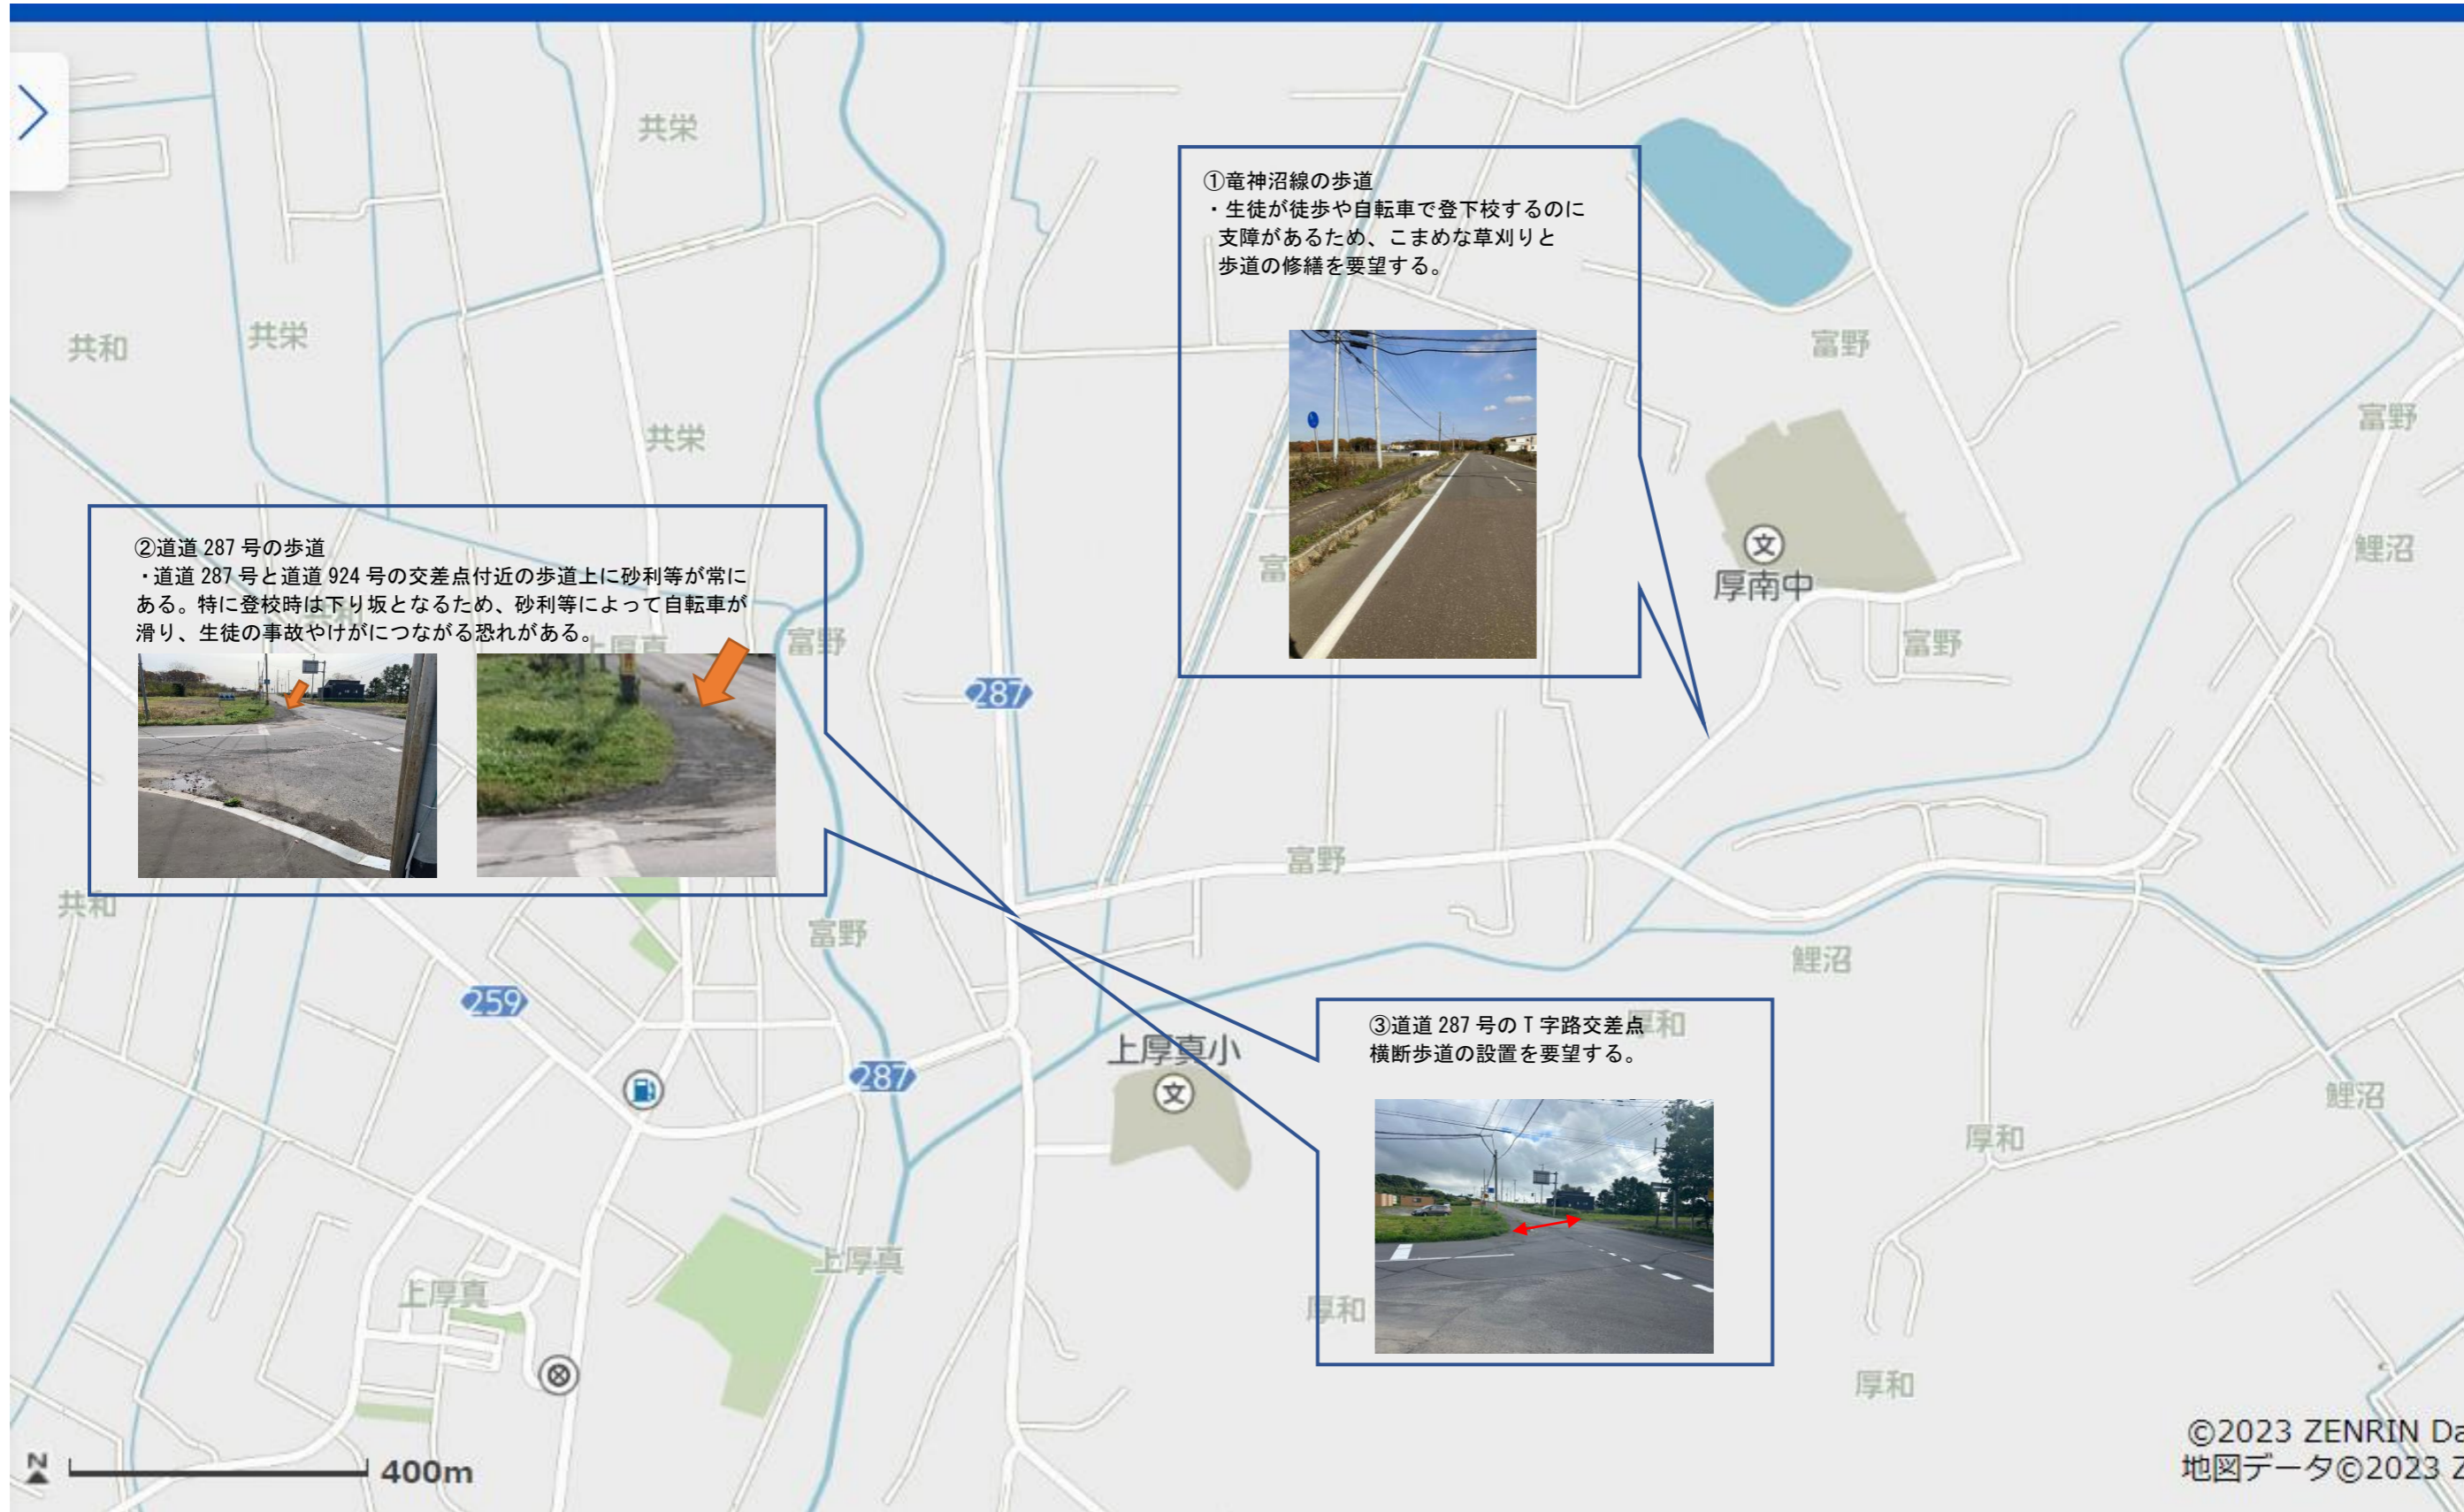 共栄
①竜神沼線の歩道
・生徒が徒歩や自転車で登下校するのに
支障があるため、こまめな草刈りと
歩道の修繕を要望する。
共和
共栄
富野
富野
共栄
②道道 287 号の歩道
・道道 287 号と道道 924 号の交差点付近の歩道上に砂利等が常に
ある。特に登校時は下り坂となるため、砂利等によって自転車が
滑り、生徒の事故やけがにつながる恐れがある。
共和
上厚真
富野
富
文
厚南中
鯉沼
富野
287
富野
共和
富野
鯉沼
259
③道道 287 号の T 字路交差点
横断歩道の設置を要望する。
厚和
上厚真小
文
287
鯉沼
厚和
上厚真
上厚真
厚和
厚和
N
400m
©2023 ZENRIN Da
地図データ©2023 Z